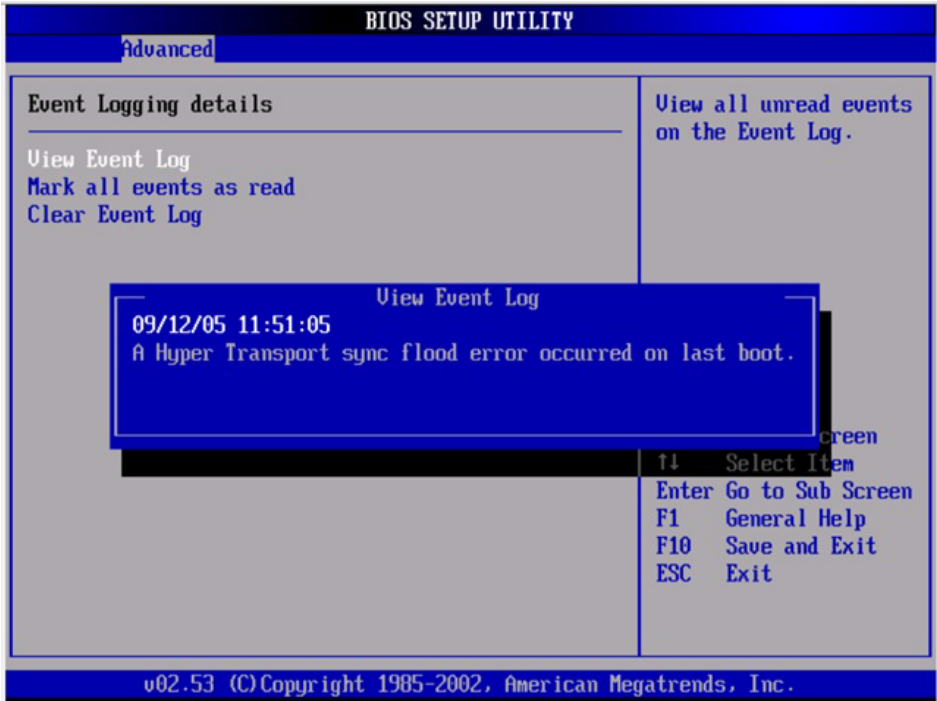 BIOS SETUP UTILITY
Advanced
Event Logging details
View Event Log
Mark all events as read
Clear Event Log
View all unread events
on the Event Log.
View Event Log
09/12/05 11:51:05
A Hyper Transport sync flood error occurred on last boot.
creen
↑↓ Select Item
Enter Go to Sub Screen
F1 General Help
F10 Save and Exit
ESC Exit
v02.53 (C)Copyright 1985-2002, American Megatrends, Inc.